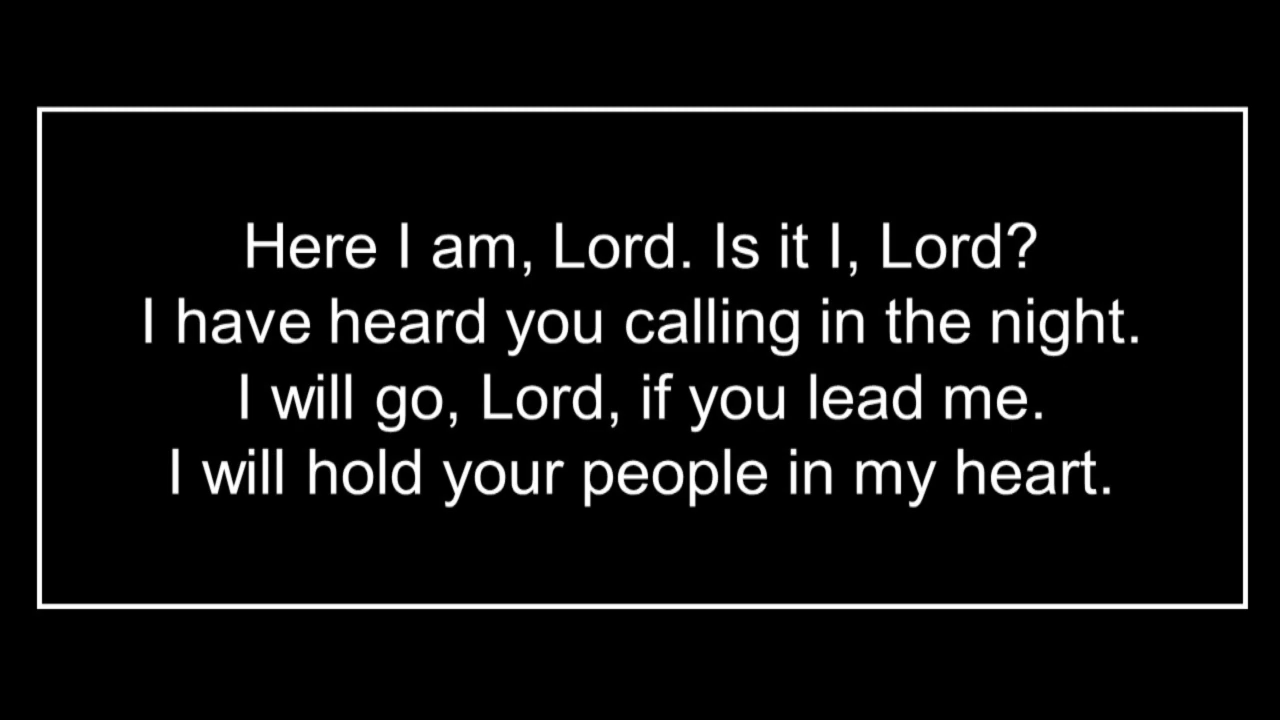 Here I am, Lord. Is it I, Lord?
I have heard you calling in the night.
I will go, Lord, if you lead me.
I will hold your people in my heart.